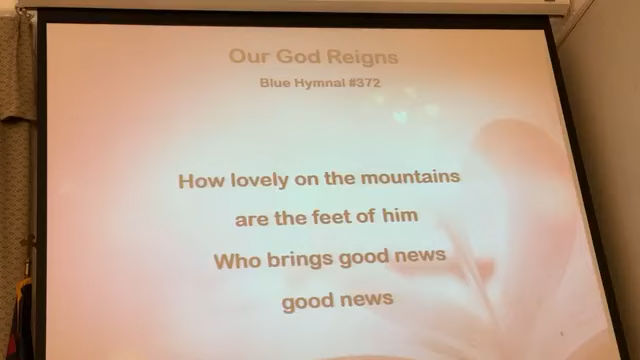 Our God Reigns
Blue Hymnal #372
How lovely on the mountains
are the feet of him
Who brings good news
good news